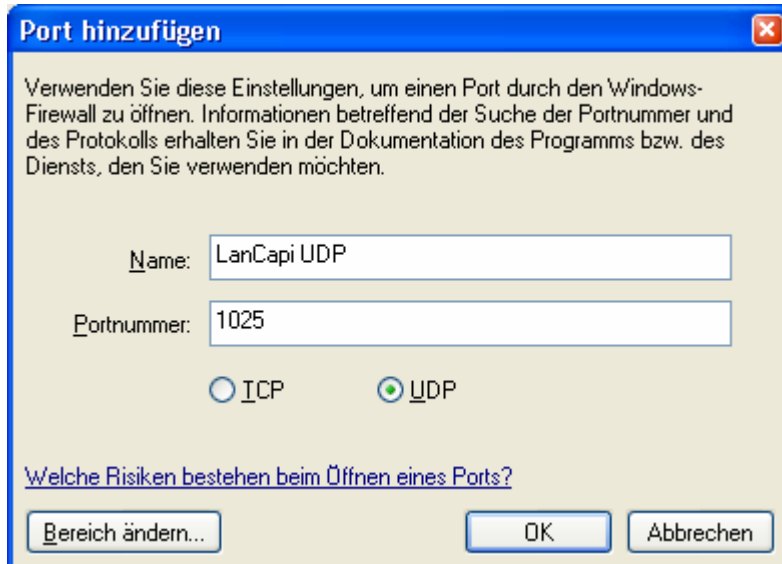 Port hinzufügen
Verwenden Sie diese Einstellungen, um einen Port durch den Windows-
Firewall zu öffnen. Informationen betreffend der Suche der Portnummer und
des Protokolls erhalten Sie in der Dokumentation des Programms bzw. des
Diensts, den Sie verwenden möchten.
Name: LanCapi UDP
Portnummer: 1025
TCP UDP
Welche Risiken bestehen beim Öffnen eines Ports?
Bereich ändern... OK Abbrechen